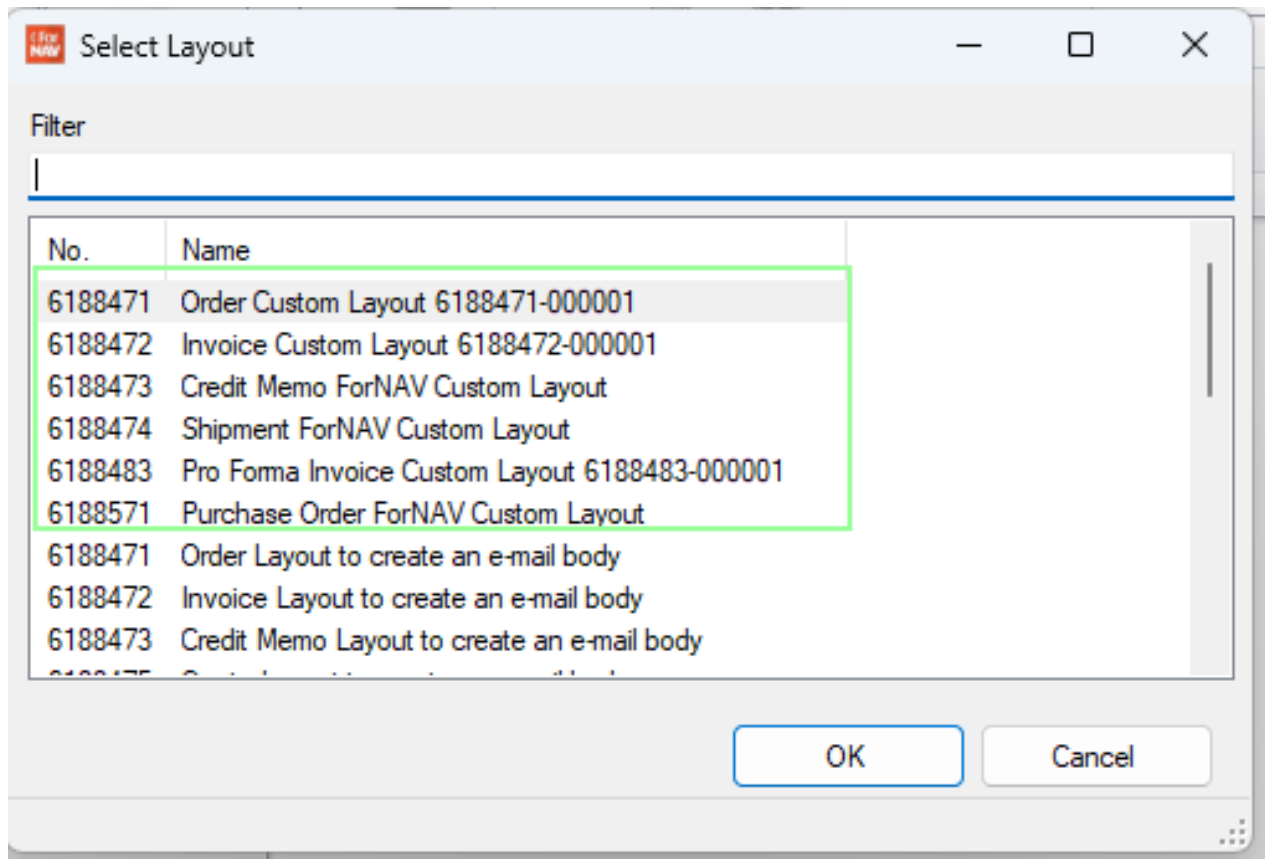 ForNAV
Select Layout
Filter
No. Name
6188471 Order Custom Layout 6188471-000001
6188472 Invoice Custom Layout 6188472-000001
6188473 Credit Memo ForNAV Custom Layout
6188474 Shipment ForNAV Custom Layout
6188483 Pro Forma Invoice Custom Layout 6188483-000001
6188571 Purchase Order ForNAV Custom Layout
6188471 Order Layout to create an e-mail body
6188472 Invoice Layout to create an e-mail body
6188473 Credit Memo Layout to create an e-mail body
OK Cancel